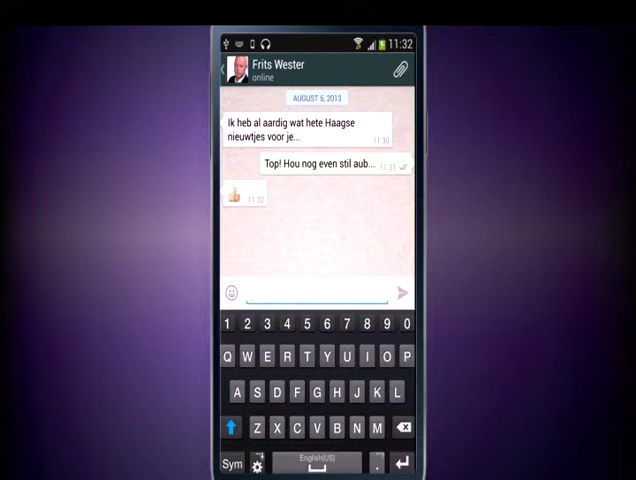 11:32
Frits Wester
online
AUGUST 6, 2013
Ik heb al aardig wat hete Haagse
nieuwtjes voor je...
11:30
Top! Hou nog even stil aub...
11:31
11:32
1 2 3 4 5 6 7 8 9 0
Q W E R T Y U I O P
A S D F G H J K L
Z X C V B N M
Sym
English(US)
.